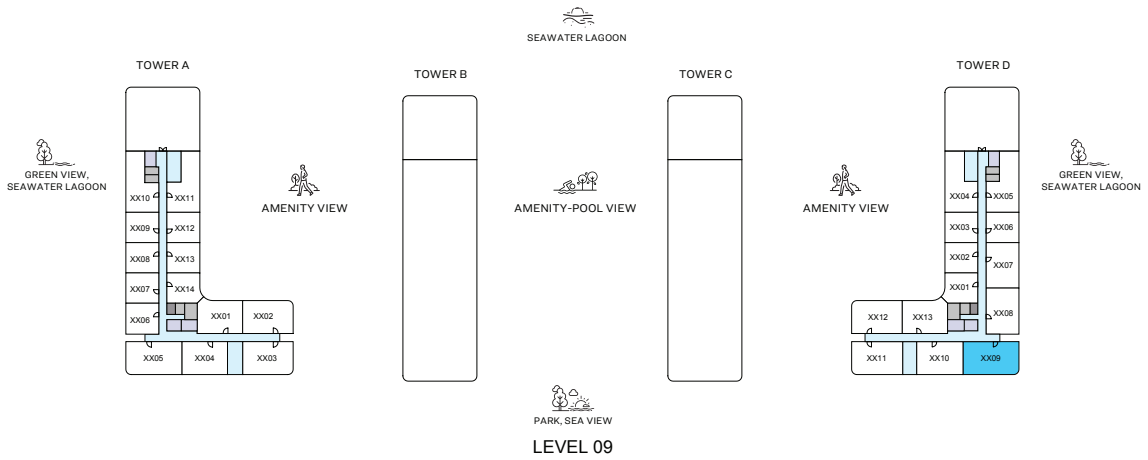 SEAWATER LAGOON
TOWER A
TOWER B
TOWER C
TOWER D
GREEN VIEW,
SEAWATER LAGOON
AMENITY VIEW
AMENITY-POOL VIEW
AMENITY VIEW
GREEN VIEW,
SEAWATER LAGOON
XX10 XX11
XX09 XX12
XX08 XX13
XX07 XX14
XX06 XX01 XX02
XX05 XX04 XX03
XX04 XX05
XX03 XX06
XX02 XX07
XX01
XX12 XX13 XX08
XX11 XX10 XX09
PARK, SEA VIEW
LEVEL 09